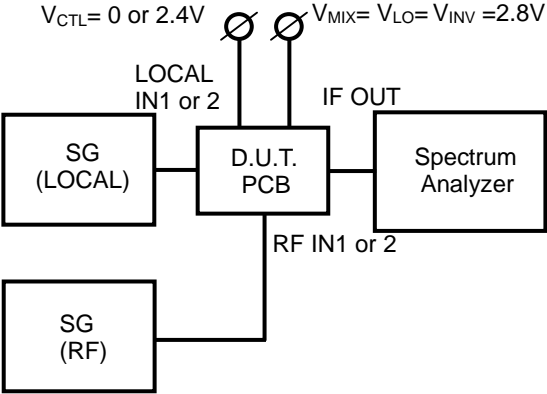 VCTL= 0 or 2.4V
VMIX= VLO= VINV =2.8V
LOCAL
IN1 or 2
IF OUT
SG
(LOCAL)
D.U.T.
PCB
Spectrum
Analyzer
RF IN1 or 2
SG
(RF)